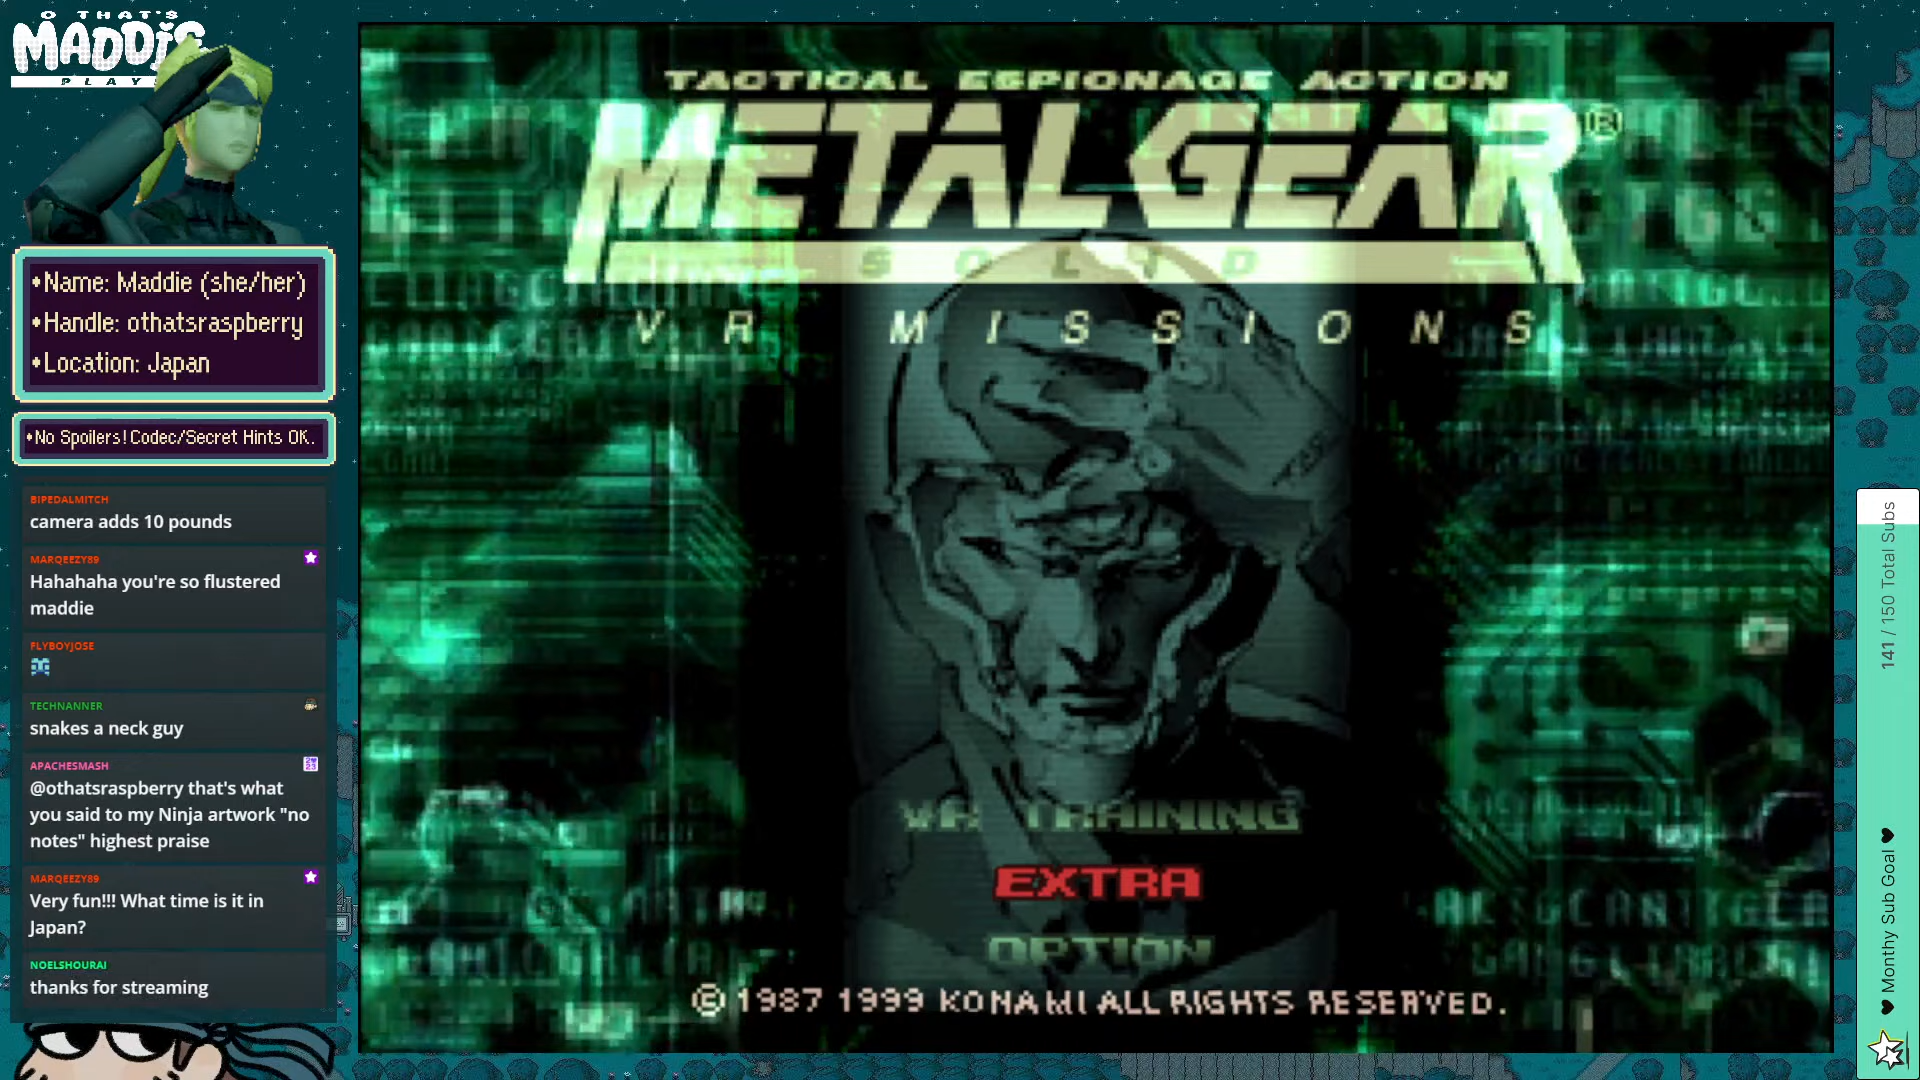 O THAT'S
MADDIE
PLAYS
•Name: Maddie (she/her)
•Handle: othatsraspberry
•Location: Japan
•No Spoilers! Codec/Secret Hints OK.
BIPEDALMITCH
camera adds 10 pounds
MARQEEZY89
Hahahaha you're so flustered
maddie
FLYBOYJOSE
TECHNANNER
snakes a neck guy
APACHESMASH
@othatsraspberry that's what
you said to my Ninja artwork "no
notes" highest praise
MARQEEZY89
Very fun!!! What time is it in
Japan?
NOELSHOURAI
thanks for streaming
TACTICAL ESPIONAGE ACTION
METAL GEAR®
SOLID
VR MISSIONS
VR TRAINING
EXTRA
OPTION
© 1987 1999 KONAMI ALL RIGHTS RESERVED.
141 / 150 Total Subs
♥ Monthy Sub Goal ♥